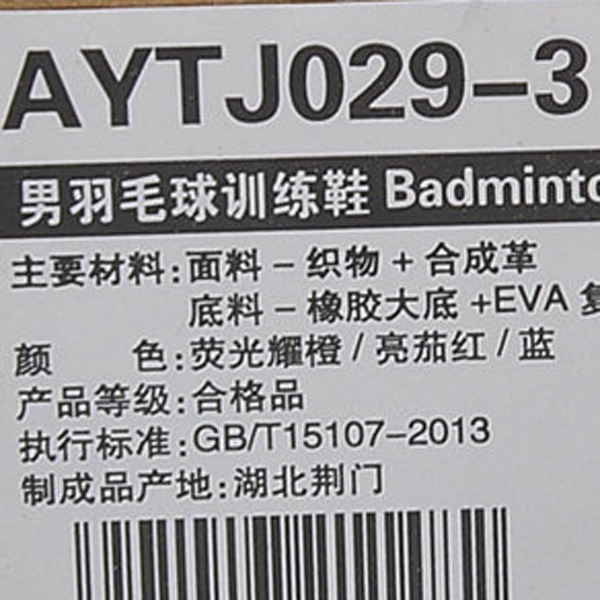 AYTJ029-3
男羽毛球训练鞋 Badminto
主要材料:面料 - 织物 + 合成革
底料 - 橡胶大底 +EVA 复
颜 色:荧光耀橙 / 亮茄红 / 蓝
产品等级:合格品
执行标准:GB/T15107-2013
制成品产地:湖北荆门